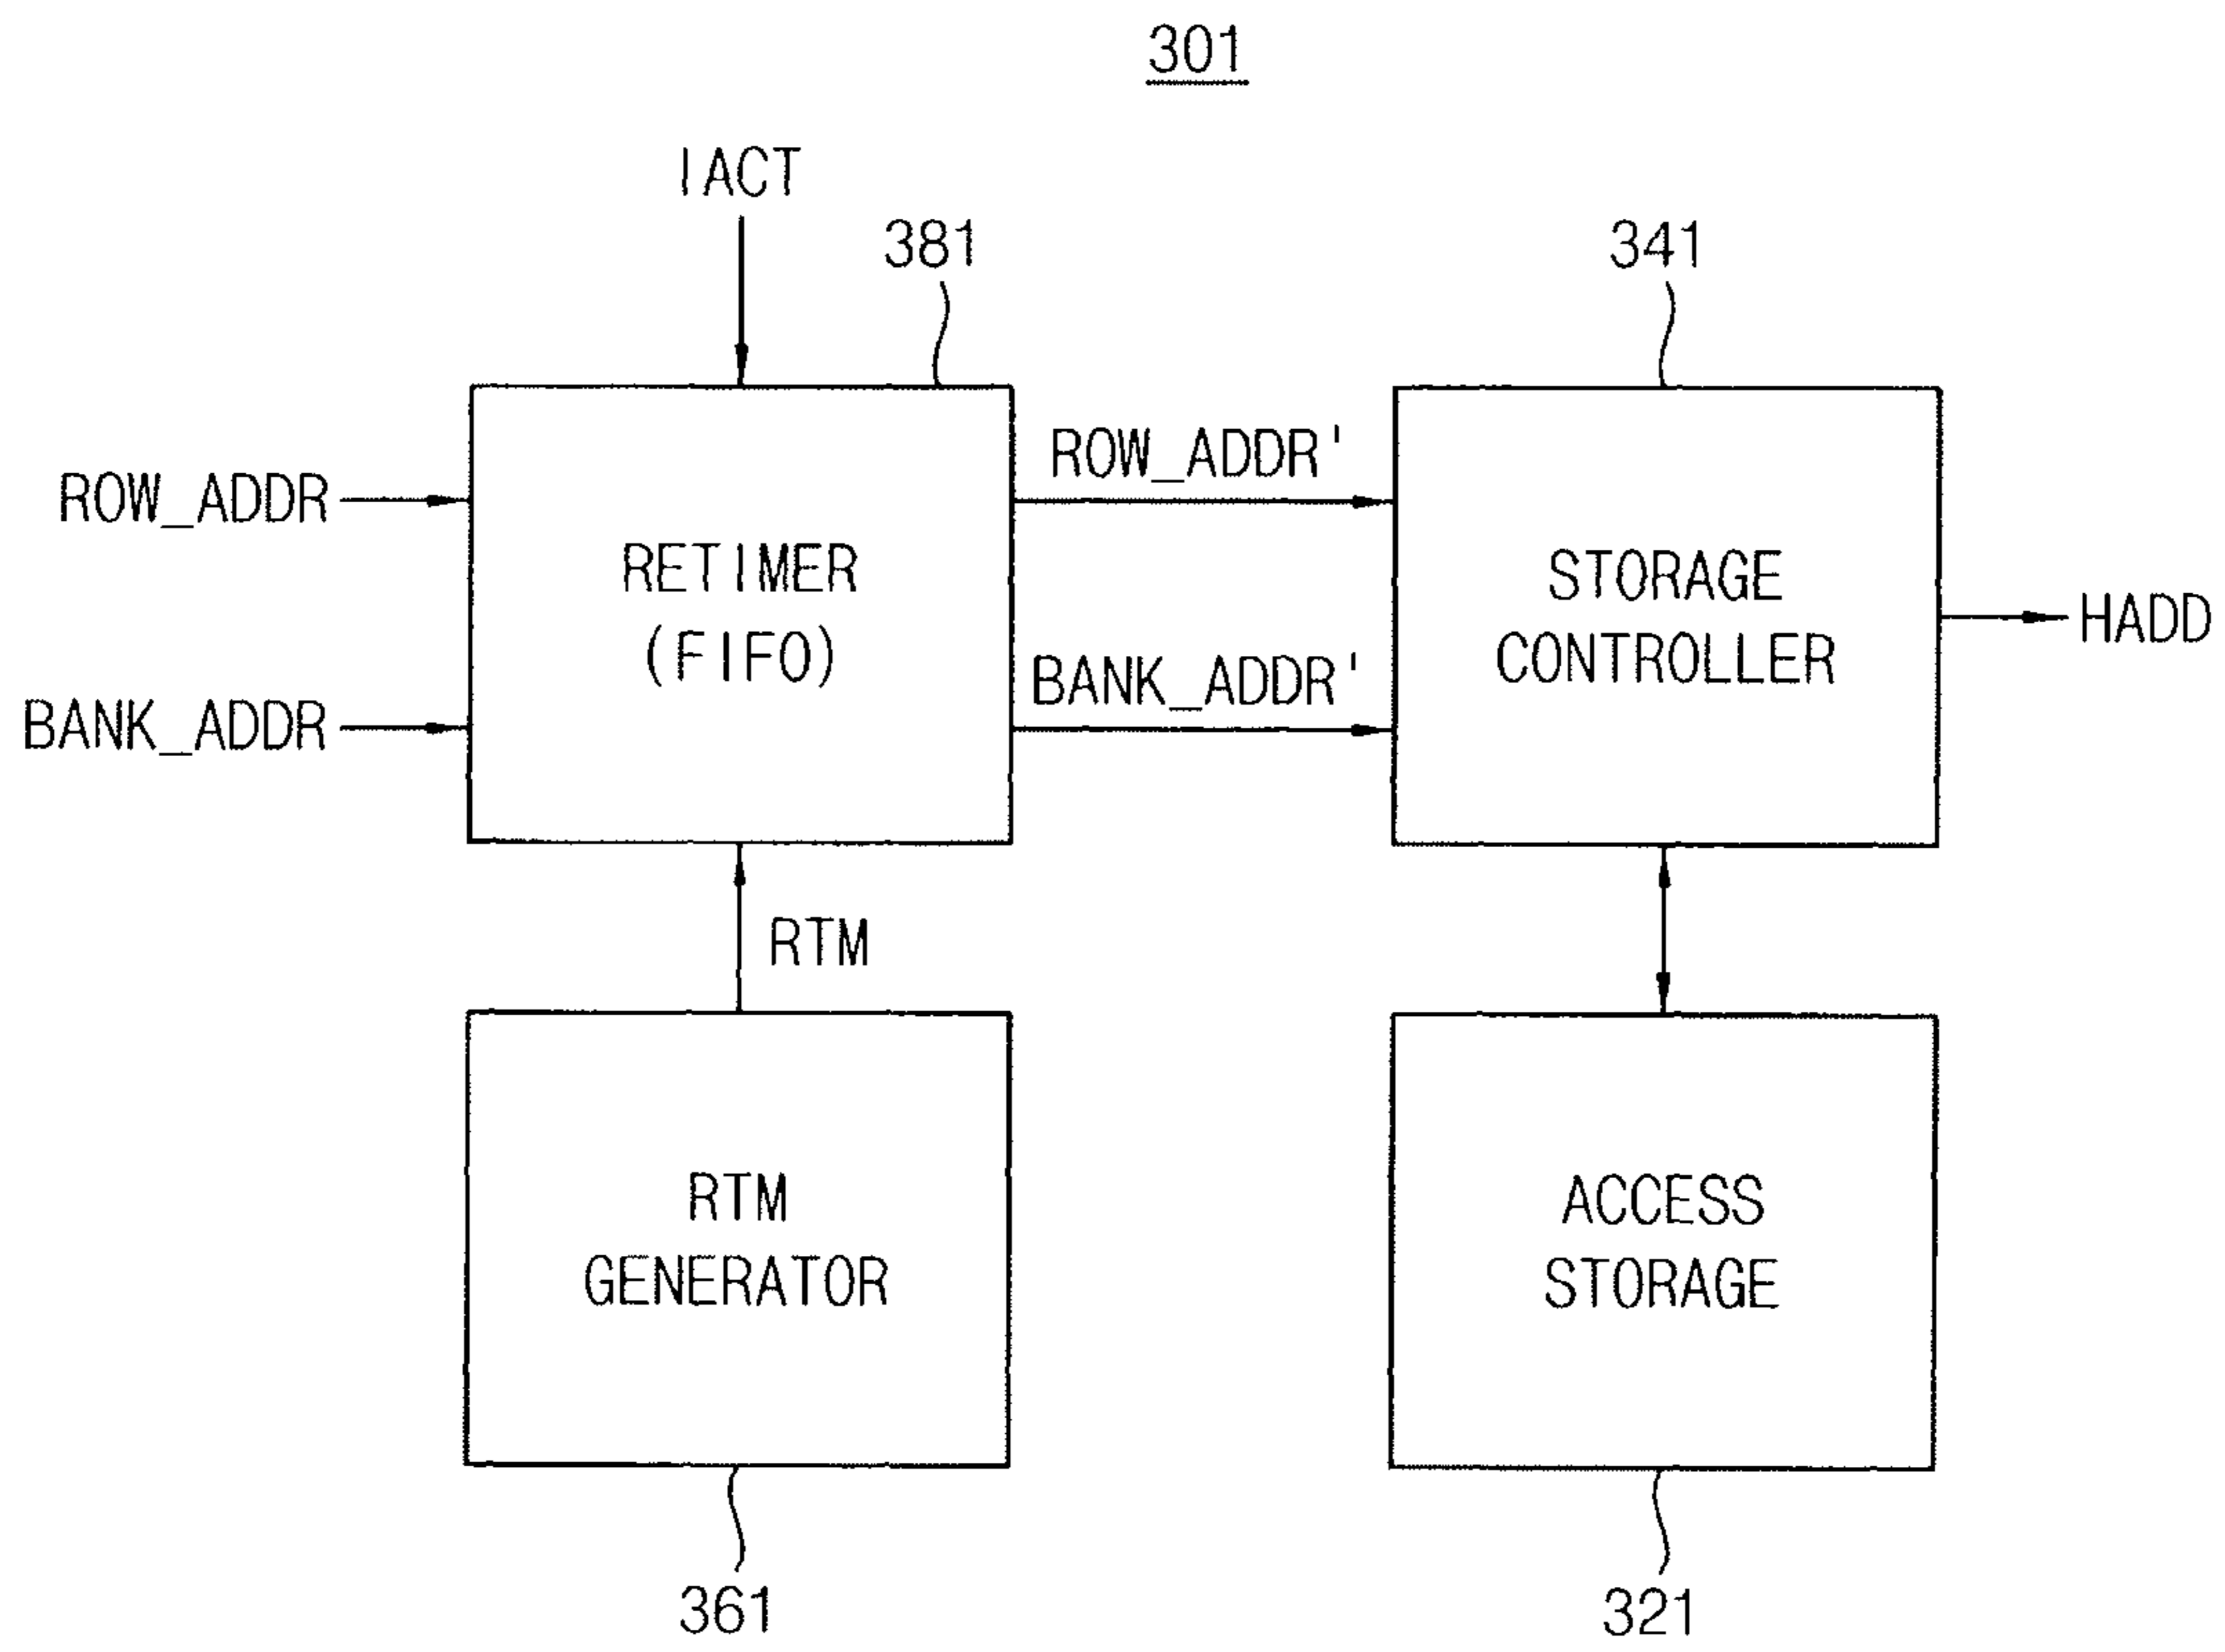 301
IACT
381
341
ROW_ADDR
ROW_ADDR'
RETIMER
(FIFO)
STORAGE
CONTROLLER
HADD
BANK_ADDR
BANK_ADDR'
RTM
RTM
GENERATOR
ACCESS
STORAGE
361
321